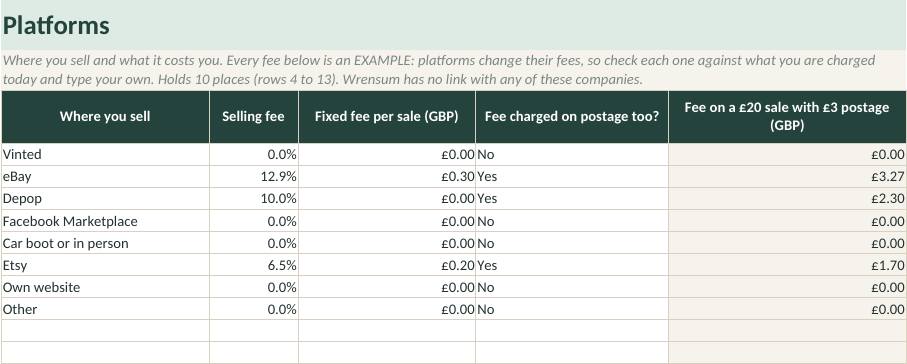 Platforms
Where you sell and what it costs you. Every fee below is an EXAMPLE: platforms change their fees, so check each one against what you are charged
today and type your own. Holds 10 places (rows 4 to 13). Wrensum has no link with any of these companies.
Where you sell Selling fee Fixed fee per sale (GBP) Fee charged on postage too? Fee on a £20 sale with £3 postage (GBP)
Vinted 0.0% £0.00 No £0.00
eBay 12.9% £0.30 Yes £3.27
Depop 10.0% £0.00 Yes £2.30
Facebook Marketplace 0.0% £0.00 No £0.00
Car boot or in person 0.0% £0.00 No £0.00
Etsy 6.5% £0.20 Yes £1.70
Own website 0.0% £0.00 No £0.00
Other 0.0% £0.00 No £0.00